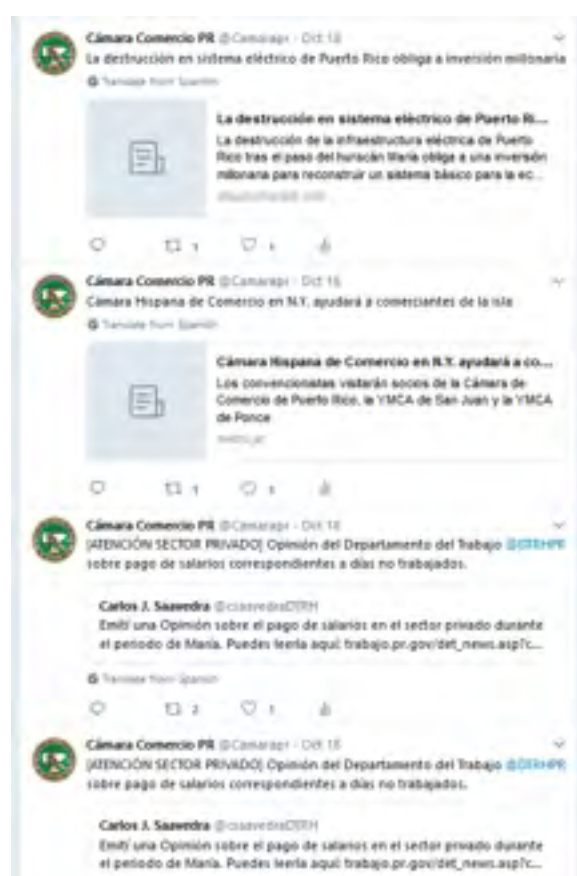 Cámara Comercio PR @Camarapr · Oct 18
La destrucción en sistema eléctrico de Puerto Rico obliga a inversión millonaria
Translate from Spanish
La destrucción en sistema eléctrico de Puerto Ri...
La destrucción de la infraestructura eléctrica de Puerto
Rico tras el paso del huracán María obliga a una inversión
millonaria para reconstruir un sistema básico para la ec...
1 1
Cámara Comercio PR @Camarapr · Oct 18
Cámara Hispana de Comercio en N.Y. ayudará a comerciantes de la isla
Translate from Spanish
Cámara Hispana de Comercio en N.Y. ayudará a co...
Los convencionistas visitarán socios de la Cámara de
Comercio de Puerto Rico, la YMCA de San Juan y la YMCA
de Ponce
metro.pr
1 1
Cámara Comercio PR @Camarapr · Oct 18
[ATENCIÓN SECTOR PRIVADO] Opinión del Departamento del Trabajo @DTRHPR
sobre pago de salarios correspondientes a días no trabajados.
Carlos J. Saavedra @csaavedraDTRH
Emití una Opinión sobre el pago de salarios en el sector privado durante
el periodo de María. Puedes leerla aquí: trabajo.pr.gov/det_news.asp?c...
Translate from Spanish
2 1
Cámara Comercio PR @Camarapr · Oct 18
[ATENCIÓN SECTOR PRIVADO] Opinión del Departamento del Trabajo @DTRHPR
sobre pago de salarios correspondientes a días no trabajados.
Carlos J. Saavedra @csaavedraDTRH
Emití una Opinión sobre el pago de salarios en el sector privado durante
el periodo de María. Puedes leerla aquí: trabajo.pr.gov/det_news.asp?c...